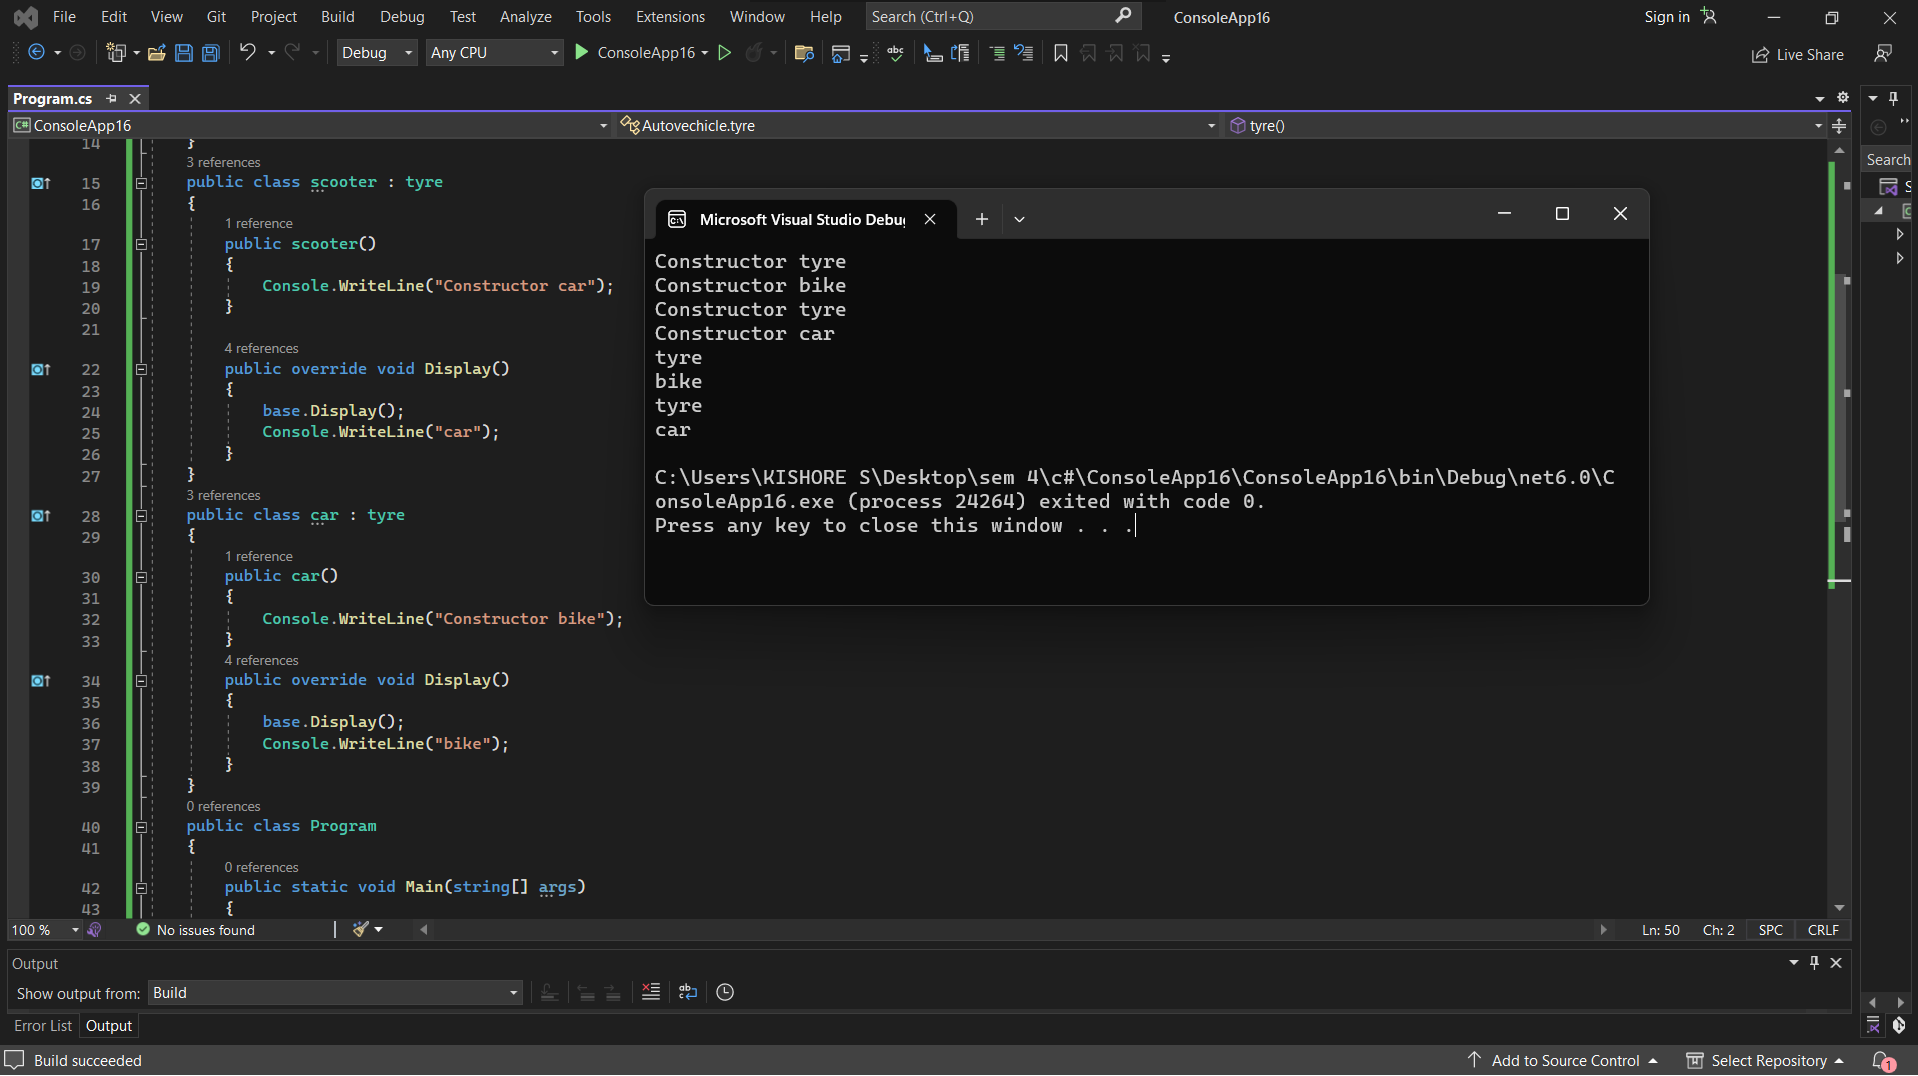 File Edit View Git Project Build Debug Test Analyze Tools Extensions Window Help Search (Ctrl+Q) ConsoleApp16 Sign in
Debug Any CPU ConsoleApp16 Live Share
Program.cs
ConsoleApp16 Autovechicle.tyre tyre()
14 }
3 references
15 public class scooter : tyre
16 {
1 reference
17 public scooter()
18 {
19 Console.WriteLine("Constructor car");
20 }
21
4 references
22 public override void Display()
23 {
24 base.Display();
25 Console.WriteLine("car");
26 }
27 }
3 references
28 public class car : tyre
29 {
1 reference
30 public car()
31 {
32 Console.WriteLine("Constructor bike");
33 }
4 references
34 public override void Display()
35 {
36 base.Display();
37 Console.WriteLine("bike");
38 }
39 }
0 references
40 public class Program
41 {
0 references
42 public static void Main(string[] args)
43 {
Microsoft Visual Studio Debu
Constructor tyre
Constructor bike
Constructor tyre
Constructor car
tyre
bike
tyre
car
C:\Users\KISHORE S\Desktop\sem 4\c#\ConsoleApp16\ConsoleApp16\bin\Debug\net6.0\C
onsoleApp16.exe (process 24264) exited with code 0.
Press any key to close this window . . .
Search
S
100 % No issues found Ln: 50 Ch: 2 SPC CRLF
Output
Show output from: Build
Error List Output
Build succeeded Add to Source Control Select Repository 1